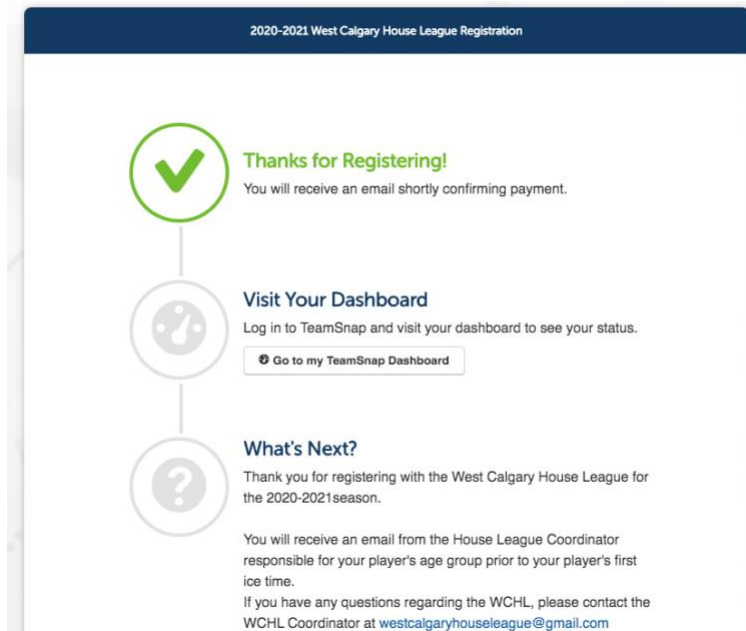 2020-2021 West Calgary House League Registration
Thanks for Registering!
You will receive an email shortly confirming payment.
Visit Your Dashboard
Log in to TeamSnap and visit your dashboard to see your status.
Go to my TeamSnap Dashboard
What's Next?
Thank you for registering with the West Calgary House League for
the 2020-2021season.
You will receive an email from the House League Coordinator
responsible for your player's age group prior to your player's first
ice time.
If you have any questions regarding the WCHL, please contact the
WCHL Coordinator at westcalgaryhouseleague@gmail.com